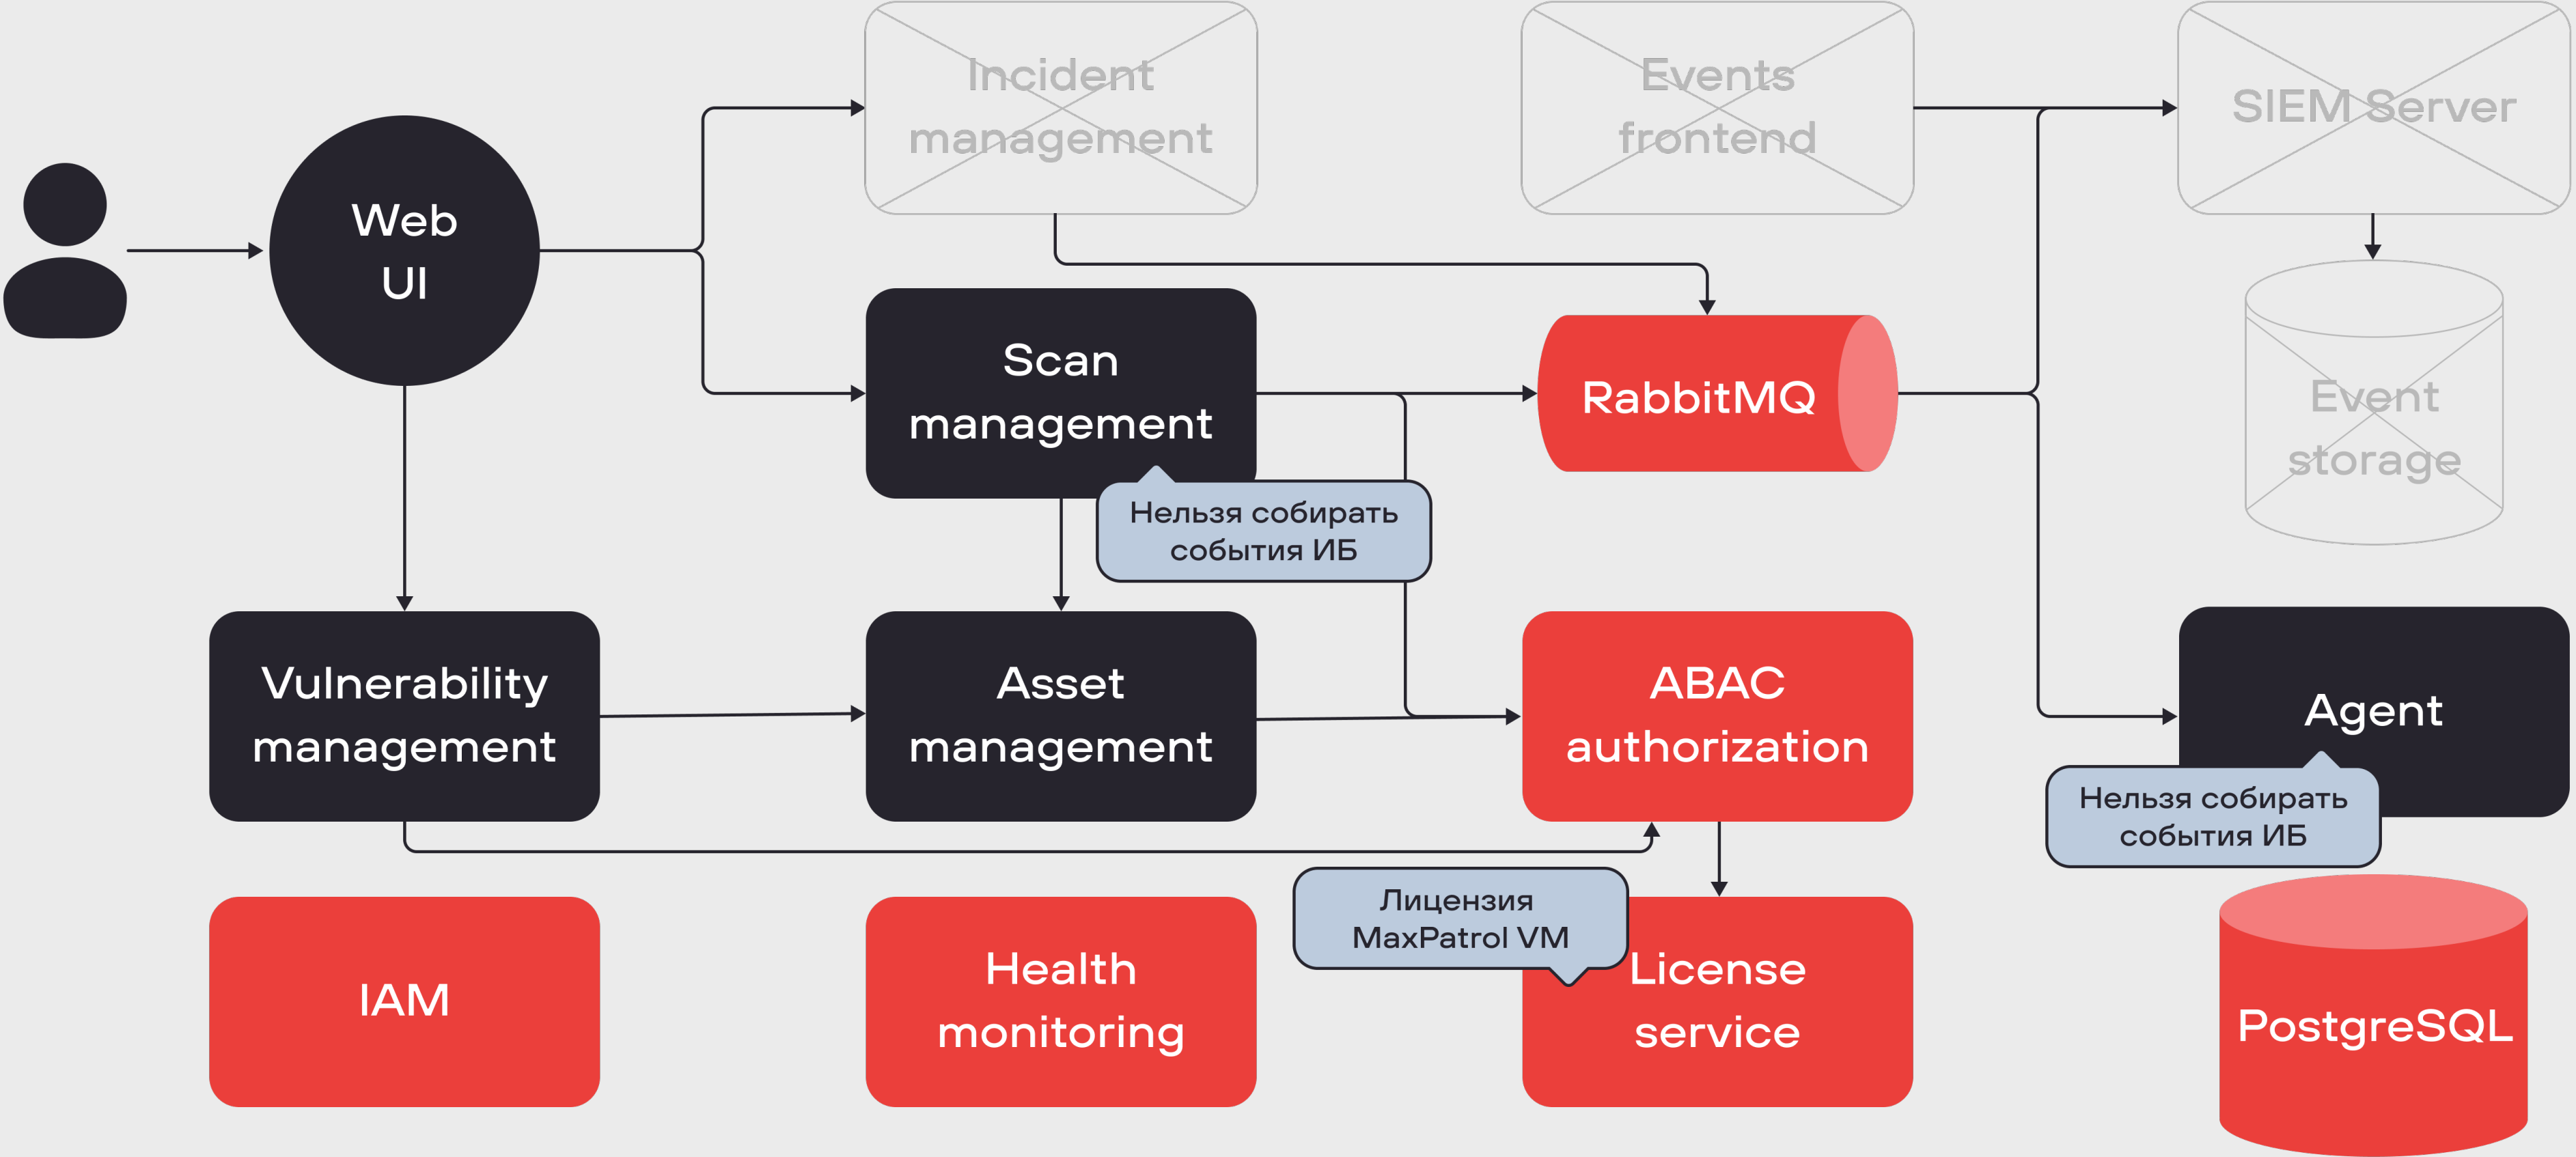 Incident
management
Events
frontend
SIEM Server
Web
UI
Scan
management
RabbitMQ
Event
storage
Нельзя собирать
события ИБ
Vulnerability
management
Asset
management
ABAC
authorization
Agent
Нельзя собирать
события ИБ
Лицензия
MaxPatrol VM
IAM
Health
monitoring
License
service
PostgreSQL